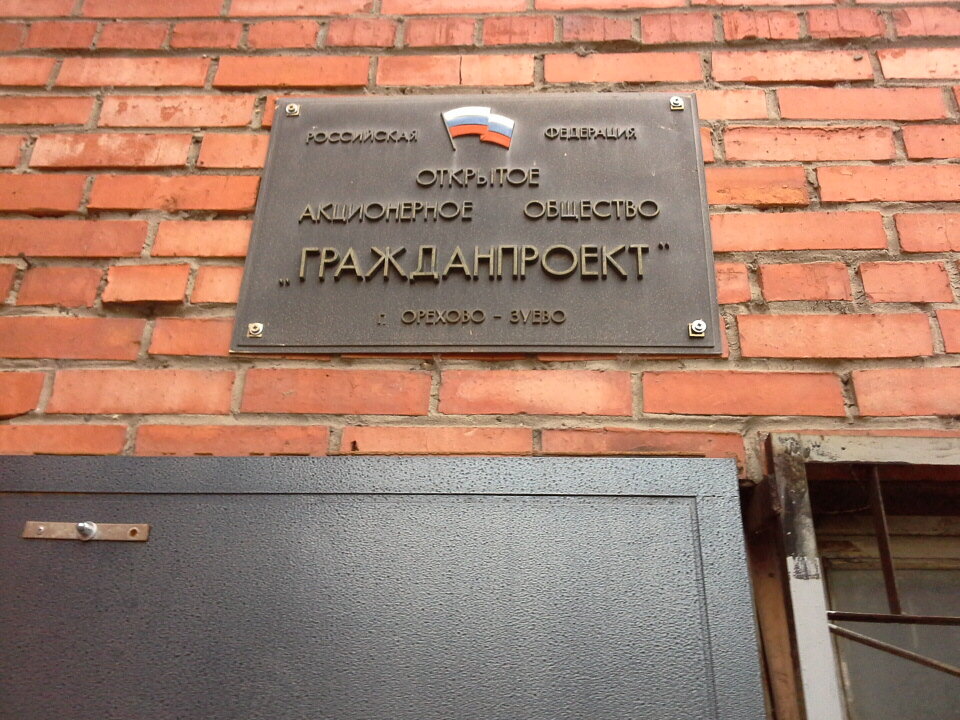 РОССИЙСКАЯ ФЕДЕРАЦИЯ
ОТКРЫТОЕ
АКЦИОНЕРНОЕ ОБЩЕСТВО
„ГРАЖДАНПРОЕКТ"
г. ОРЕХОВО - ЗУЕВО